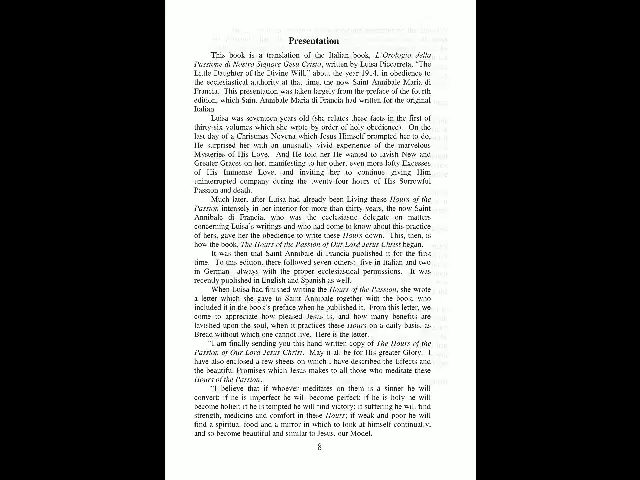 Presentation
This book is a translation of the Italian book, L'Orologio della
Passione di Nostro Signore Gesù Cristo, written by Luisa Piccarreta, "The
Little Daughter of the Divine Will," about the year 1914, in obedience to
the ecclesiastical authority at that time, the now Saint Annibale Maria di
Francia. This presentation was taken largely from the preface of the fourth
edition, which Saint Annibale Maria di Francia had written for the original
Italian.
Luisa was seventeen years old (she relates these facts in the first of
thirty-six volumes which she wrote by order of holy obedience). On the
last day of a Christmas Novena which Jesus Himself prompted her to do,
He surprised her with an unusually vivid experience of the marvelous
Mysteries of His Love. And He told her He wanted to lavish New and
Greater Graces on her, manifesting to her other, even more lofty Excesses
of His Immense Love, and inviting her to continue giving Him
uninterrupted company during the twenty-four hours of His Sorrowful
Passion and death.
Much later, after Luisa had already been Living these Hours of the
Passion intensely in her interior for more than thirty years, the now Saint
Annibale di Francia, who was the ecclesiastic delegate on matters
concerning Luisa's writings and who had come to know about this practice
of hers, gave her the obedience to write these Hours down. This, then, is
how the book, The Hours of the Passion of Our Lord Jesus Christ began.
It was then that Saint Annibale di Francia published it for the first
time. To this edition, there followed seven others: five in Italian and two
in German – always with the proper ecclesiastical permissions. It was
recently published in English and Spanish as well.
When Luisa had finished writing the Hours of the Passion, she wrote
a letter which she gave to Saint Annibale together with the book, who
included it in the book's preface when he published it. From this letter, we
come to appreciate how pleased Jesus is, and how many benefits are
lavished upon the soul, when it practices these Hours on a daily basis, as
Bread without which one cannot live. Here is the letter.
"I am finally sending you this hand written copy of The Hours of the
Passion of Our Lord Jesus Christ. May it all be for His greater Glory. I
have also enclosed a few sheets on which I have described the Effects and
the beautiful Promises which Jesus makes to all those who meditate these
Hours of the Passion.
"I believe that if whoever meditates on them is a sinner he will
convert; if he is imperfect he will become perfect; if he is holy he will
become holier; if he is tempted he will find victory; if suffering he will find
strength, medicine and comfort in these Hours; if weak and poor he will
find a spiritual food and a mirror in which to look at himself continually,
and so become beautiful and similar to Jesus, our Model.
8